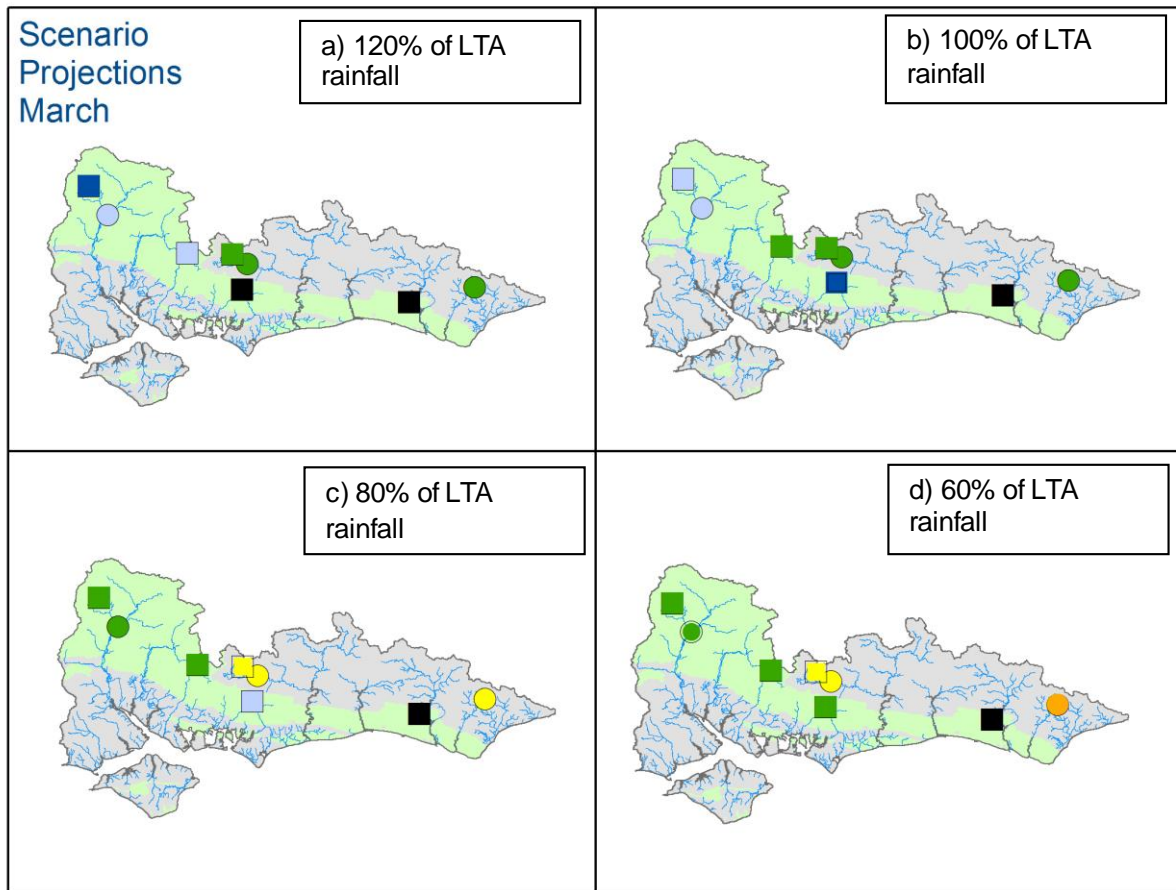 Scenario
Projections
March
a) 120% of LTA
rainfall
b) 100% of LTA
rainfall
c) 80% of LTA
rainfall
d) 60% of LTA
rainfall